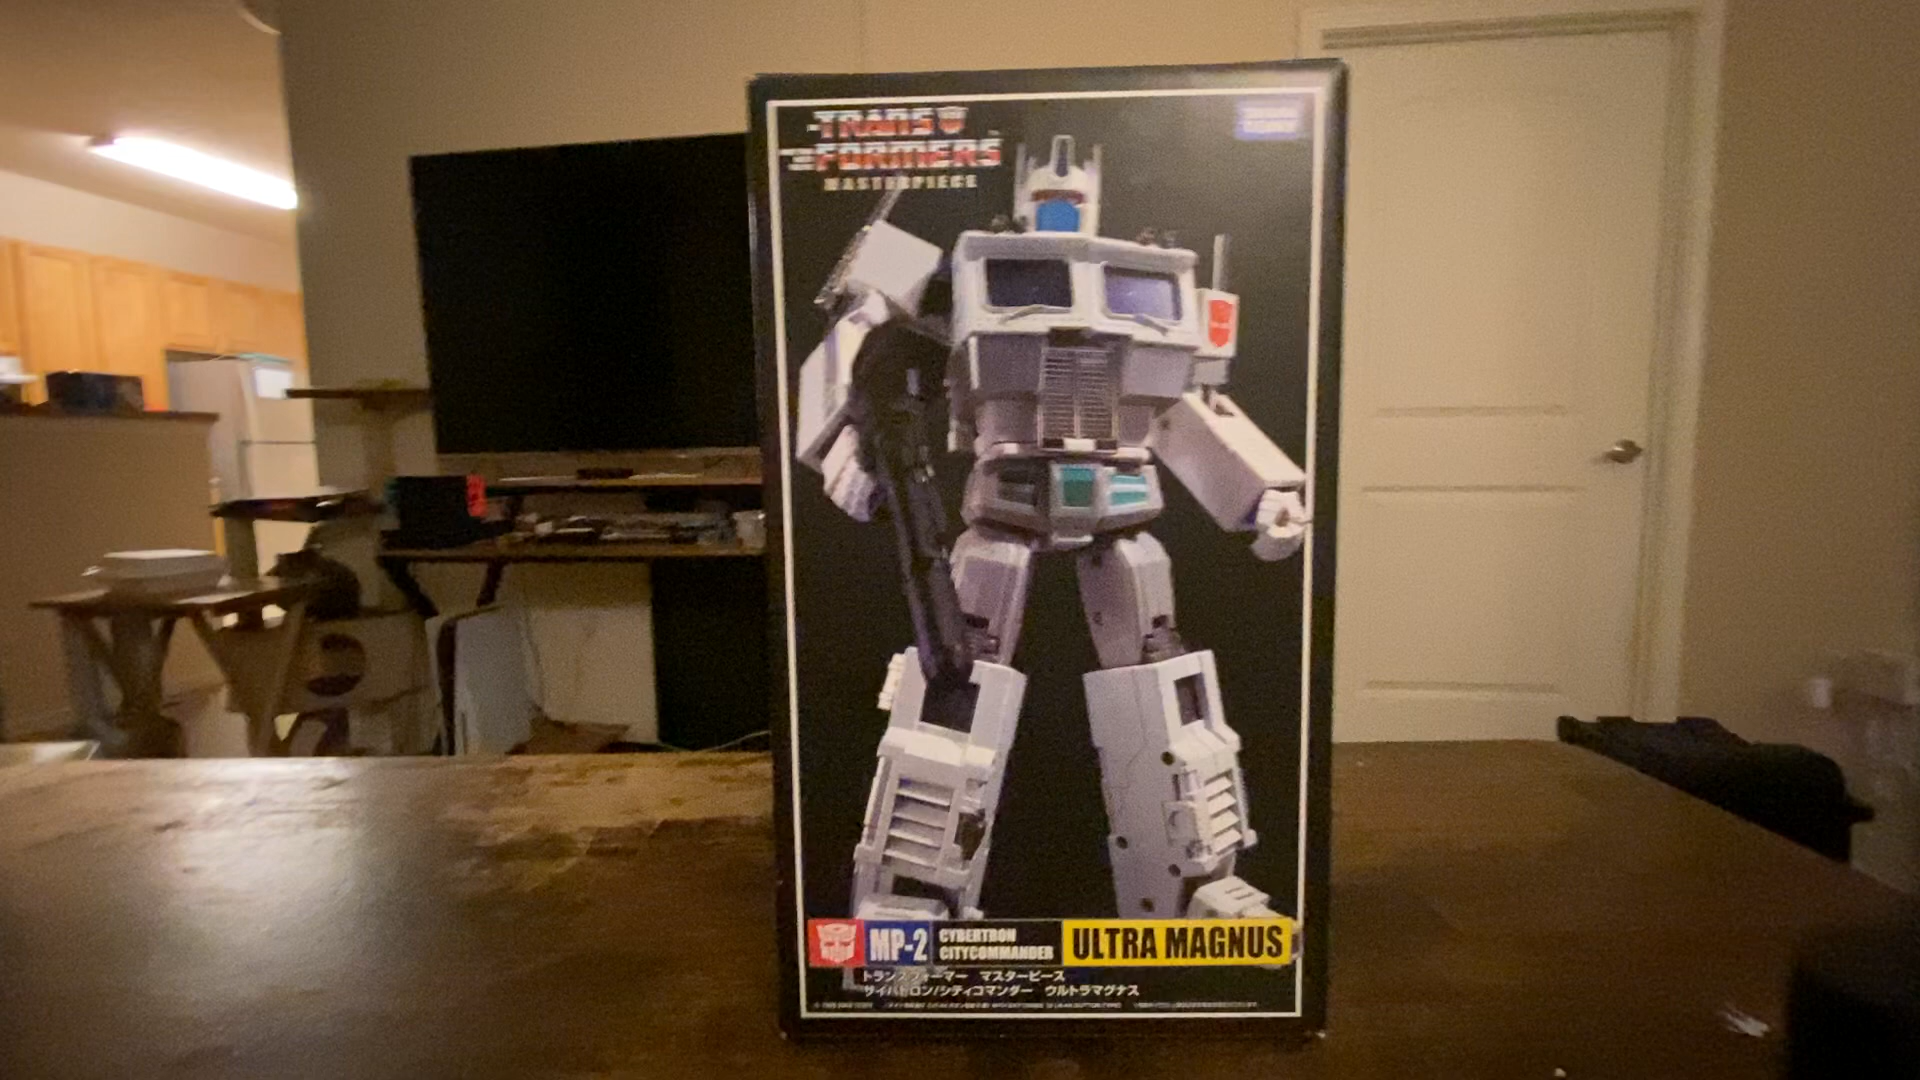 TRANS
FORMERS
MASTERPIECE
MP-2
CYBERTRON
CITYCOMMANDER
ULTRA MAGNUS
トランスフォーマー マスターピース
サイバトロン/シティコマンダー ウルトラマグナス